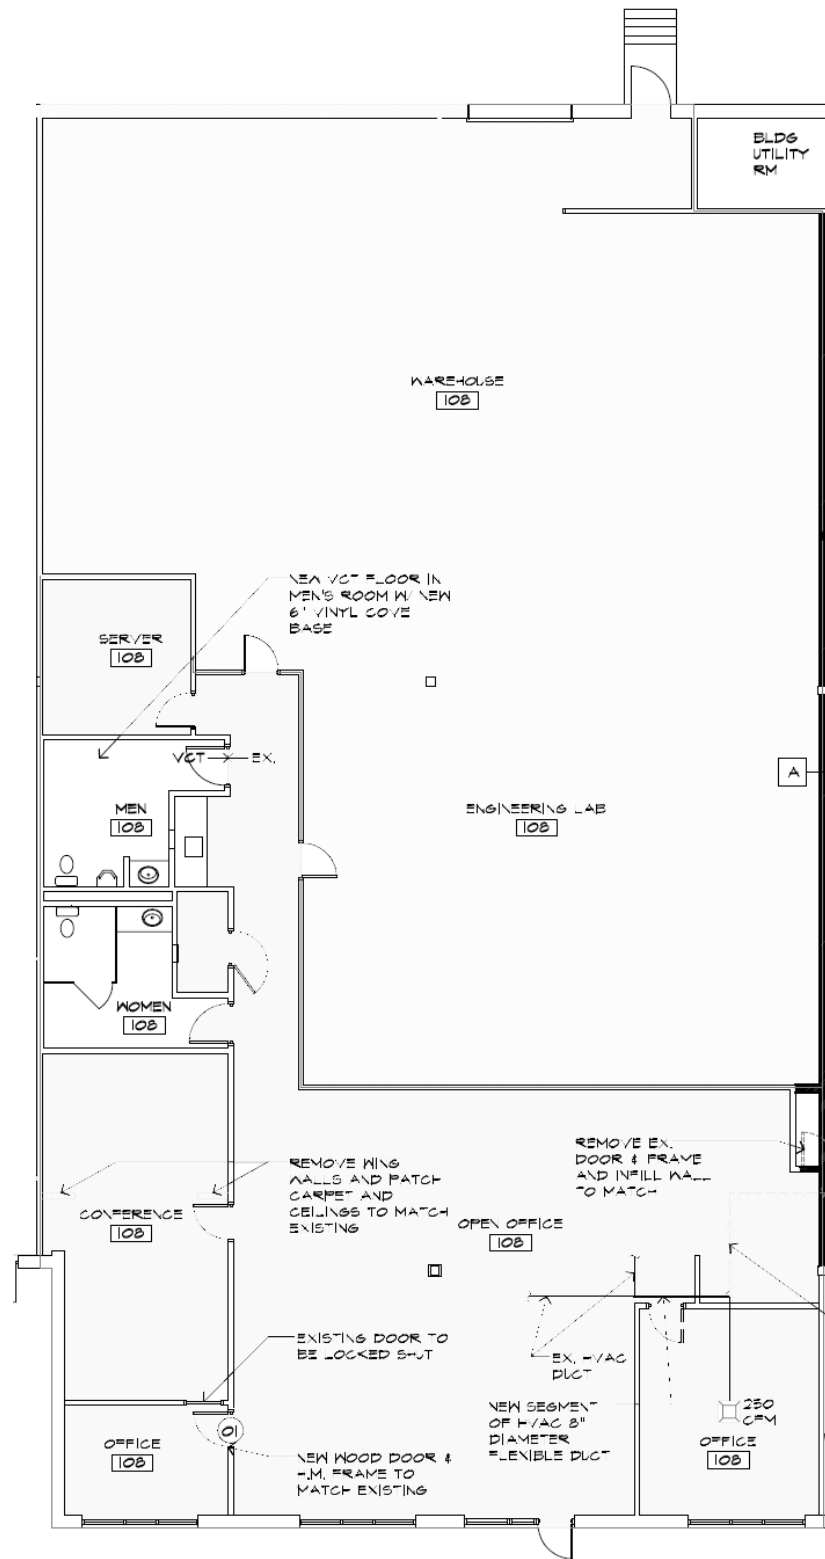 BLDG
UTILITY
RM
WAREHOUSE
108
NEW VCT FLOOR IN
MEN'S ROOM W/ NEW
6" VINYL COVE
BASE
SERVER
108
VCT
EX.
A
MEN
108
ENGINEERING LAB
108
WOMEN
108
REMOVE EX.
DOOR & FRAME
AND INFILL WALL
TO MATCH
REMOVE WING
WALLS AND PATCH
CARPET AND
CEILINGS TO MATCH
EXISTING
CONFERENCE
108
OPEN OFFICE
108
EXISTING DOOR TO
BE LOCKED SHUT
EX. HVAC
DUCT
NEW SEGMENT
OF HVAC 8"
DIAMETER
FLEXIBLE DUCT
250
CFM
OFFICE
108
01
OFFICE
108
NEW WOOD DOOR &
H.M. FRAME TO
MATCH EXISTING